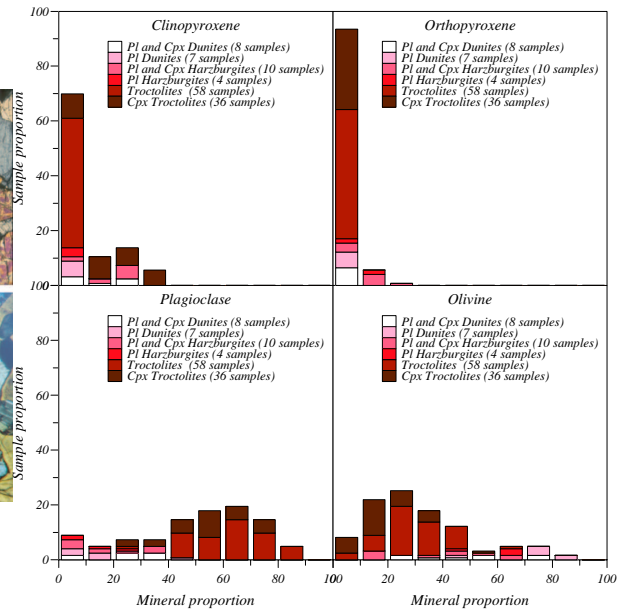 100
Clinopyroxene
Pl and Cpx Dunites (8 samples)
Pl Dunites (7 samples)
Pl and Cpx Harzburgites (10 samples)
Pl Harzburgites (4 samples)
Troctolites (58 samples)
Cpx Troctolites (36 samples)
80
60
40
20
Sample proportion
Orthopyroxene
Pl and Cpx Dunites (8 samples)
Pl Dunites (7 samples)
Pl and Cpx Harzburgites (10 samples)
Pl Harzburgites (4 samples)
Troctolites (58 samples)
Cpx Troctolites (36 samples)
100
0
Plagioclase
Pl and Cpx Dunites (8 samples)
Pl Dunites (7 samples)
Pl and Cpx Harzburgites (10 samples)
Pl Harzburgites (4 samples)
Troctolites (58 samples)
Cpx Troctolites (36 samples)
80
60
40
20
0
Sample proportion
0 20 40 60 80 100
Mineral proportion
Olivine
Pl and Cpx Dunites (8 samples)
Pl Dunites (7 samples)
Pl and Cpx Harzburgites (10 samples)
Pl Harzburgites (4 samples)
Troctolites (58 samples)
Cpx Troctolites (36 samples)
0 20 40 60 80 100
Mineral proportion